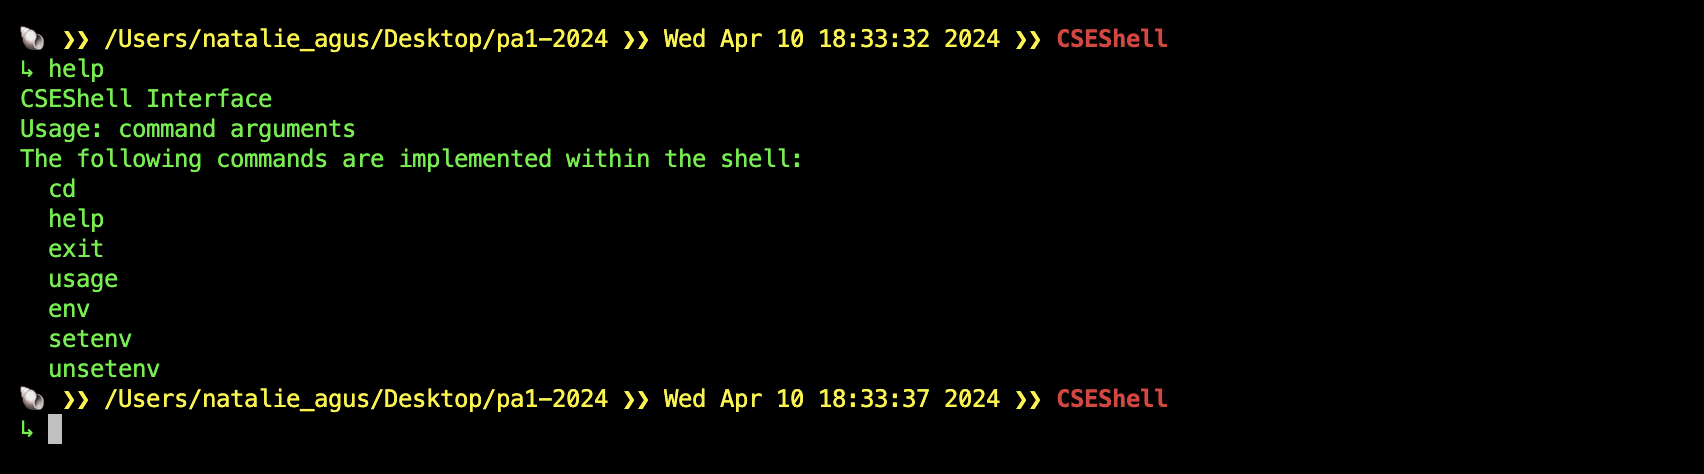 🐚 ❯❯ /Users/natalie_agus/Desktop/pa1-2024 ❯❯ Wed Apr 10 18:33:32 2024 ❯❯ CSEShell
↳ help
CSEShell Interface
Usage: command arguments
The following commands are implemented within the shell:
  cd
  help
  exit
  usage
  env
  setenv
  unsetenv
🐚 ❯❯ /Users/natalie_agus/Desktop/pa1-2024 ❯❯ Wed Apr 10 18:33:37 2024 ❯❯ CSEShell
↳